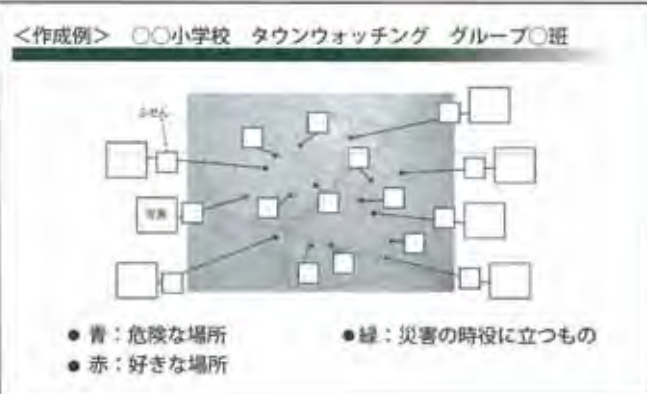 ＜作成例＞ ○○小学校 タウンウォッチング グループ○班
ふせん
写真
● 青：危険な場所
● 赤：好きな場所
● 緑：災害の時役に立つもの